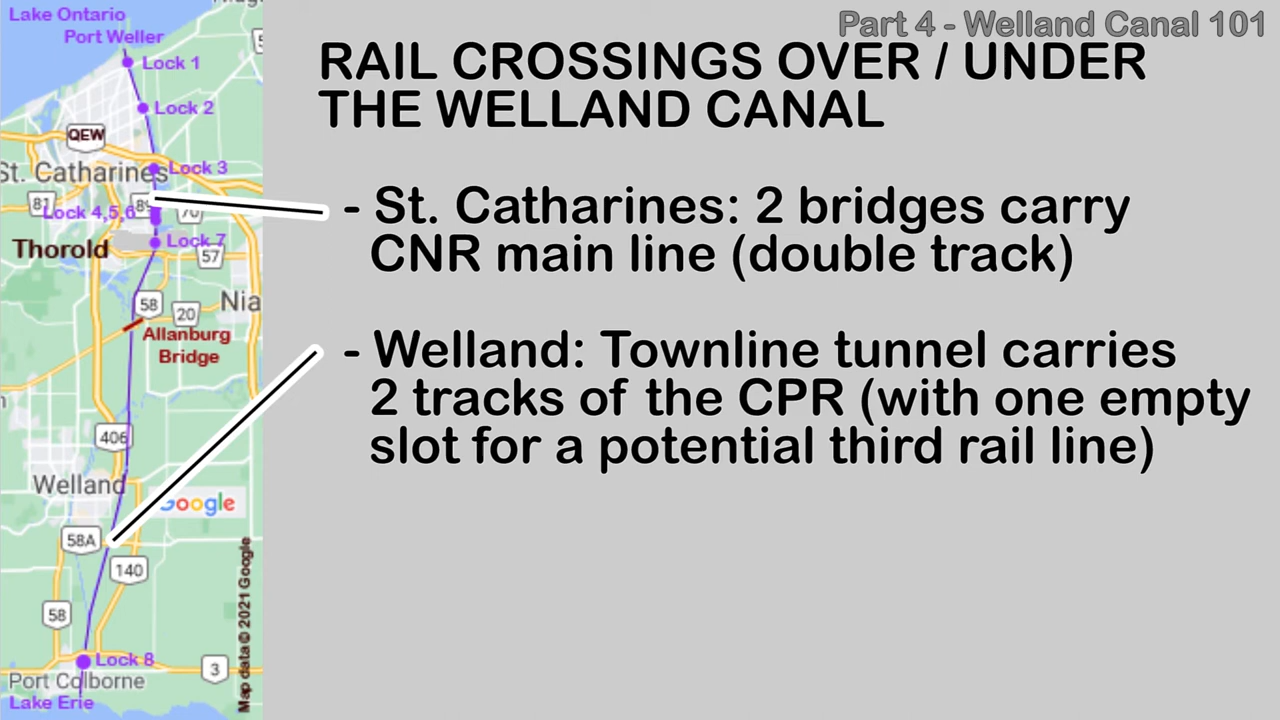 Part 4 - Welland Canal 101
RAIL CROSSINGS OVER / UNDER
THE WELLAND CANAL
- St. Catharines: 2 bridges carry
CNR main line (double track)
- Welland: Townline tunnel carries
2 tracks of the CPR (with one empty
slot for a potential third rail line)
Lake Ontario
Port Weller
Lock 1
Lock 2
QEW
St. Catharines
Lock 3
81
Lock 4,5,6
70
Thorold
Lock 7
57
58
20
Nia
Allanburg
Bridge
406
Welland
Google
58A
140
58
Lock 8
3
Port Colborne
Lake Erie
Map data © 2021 Google